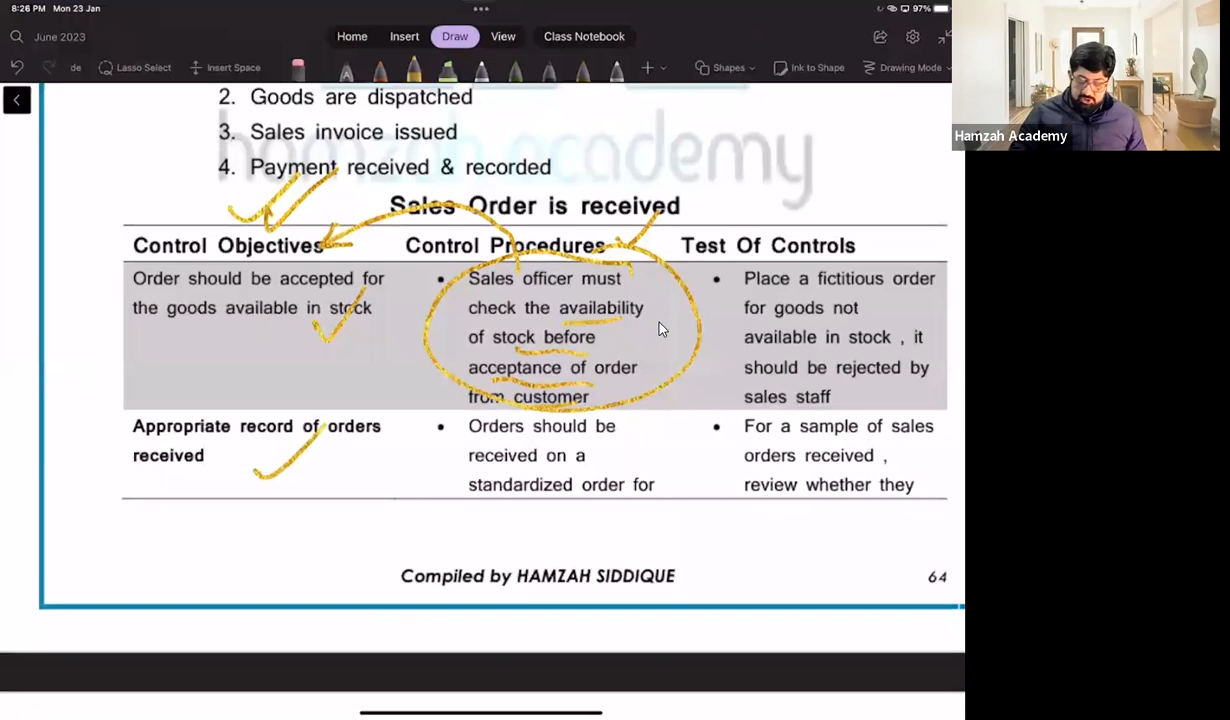 8:26 PM Mon 23 Jan
97%
June 2023
Home Insert Draw View Class Notebook
de Lasso Select Insert Space Shapes Ink to Shape Drawing Mode
Hamzah Academy
hamzah academy
2. Goods are dispatched
3. Sales invoice issued
4. Payment received & recorded
Sales Order is received
Control Objectives Control Procedures Test Of Controls
Order should be accepted for
the goods available in stock
• Sales officer must
check the availability
of stock before
acceptance of order
from customer
• Place a fictitious order
for goods not
available in stock , it
should be rejected by
sales staff
Appropriate record of orders
received
• Orders should be
received on a
standardized order for
• For a sample of sales
orders received ,
review whether they
Compiled by HAMZAH SIDDIQUE
64